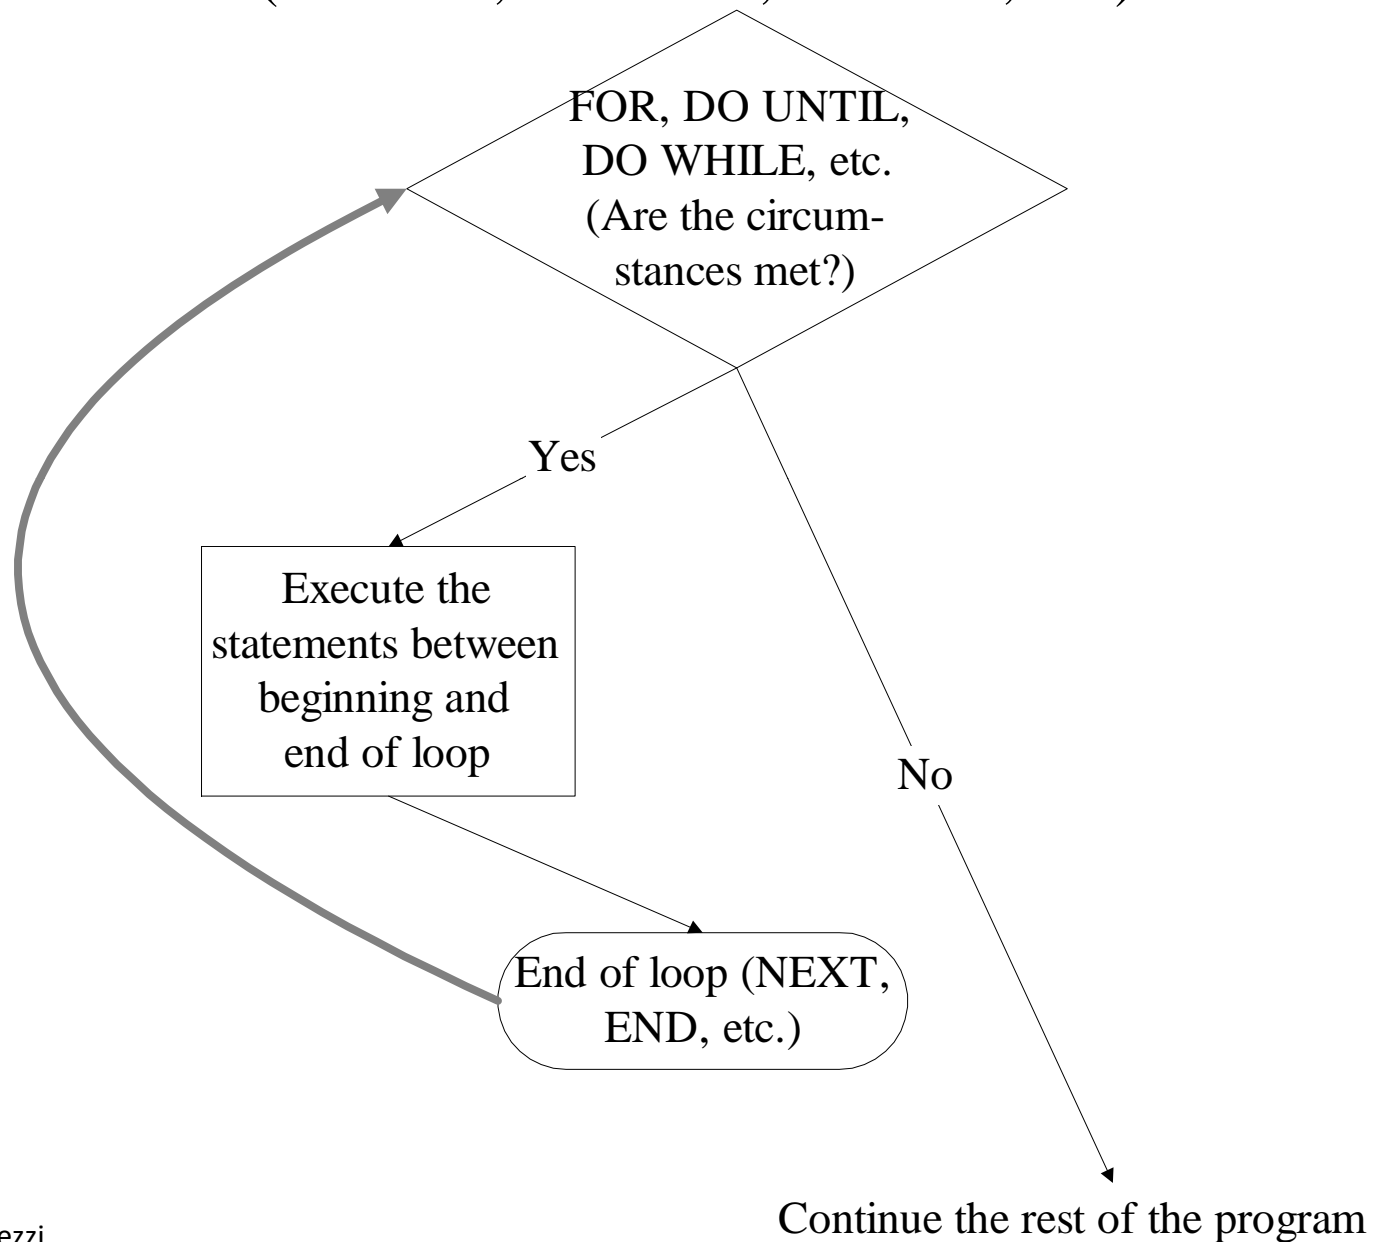 FOR, DO UNTIL,
DO WHILE, etc.
(Are the circum-
stances met?)
Yes
Execute the
statements between
beginning and
end of loop
No
End of loop (NEXT,
END, etc.)
Continue the rest of the program